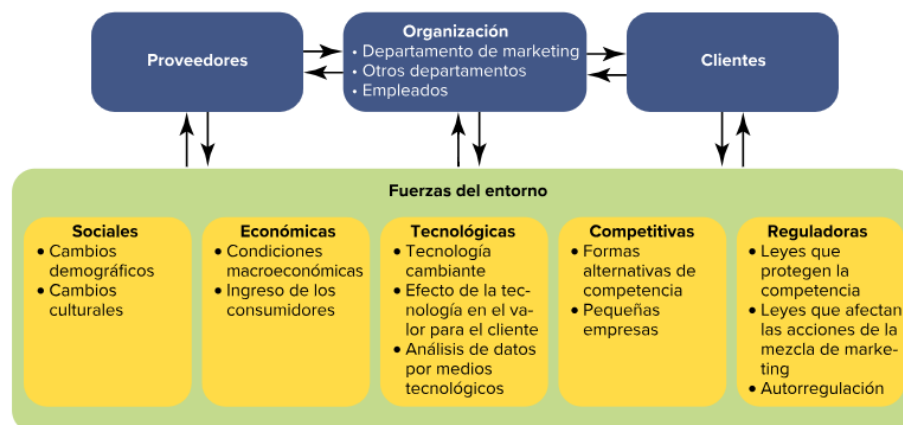 Proveedores
Organización
• Departamento de marketing
• Otros departamentos
• Empleados
Clientes
Fuerzas del entorno
Sociales
• Cambios
demográficos
• Cambios
culturales
Económicas
• Condiciones
macroeconómicas
• Ingreso de los
consumidores
Tecnológicas
• Tecnología
cambiante
• Efecto de la tec-
nología en el va-
lor para el cliente
• Análisis de datos
por medios
tecnológicos
Competitivas
• Formas
alternativas de
competencia
• Pequeñas
empresas
Reguladoras
• Leyes que
protegen la
competencia
• Leyes que afectan
las acciones de la
mezcla de marke-
ting
• Autorregulación